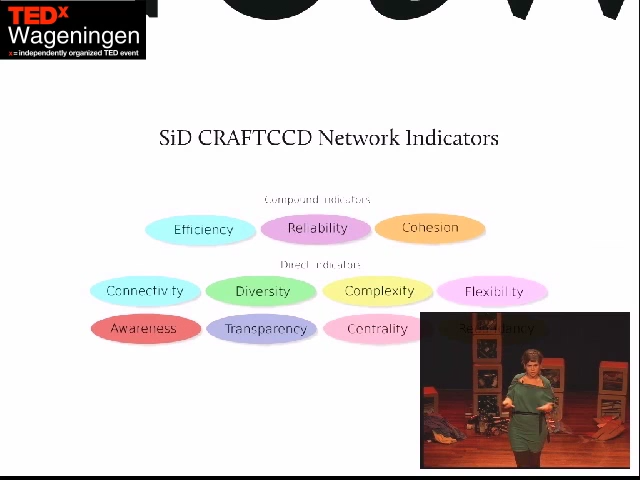 TEDx
Wageningen
x = independently organized TED event
SiD CRAFTCCD Network Indicators
Compound indicators
Efficiency Reliability Cohesion
Direct indicators
Connectivity Diversity Complexity Flexibility
Awareness Transparency Centrality Redundancy